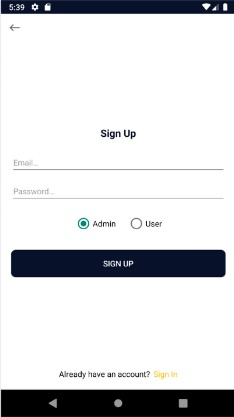 5:39
Sign Up
Email...
Password...
Admin User
SIGN UP
Already have an account? Sign In